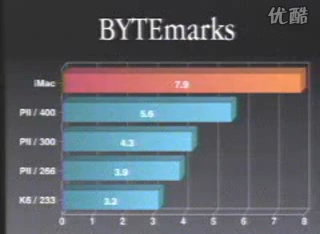 优酷
BYTEmarks
iMac
7.9
PII / 400
5.6
PII / 300
4.3
PII / 266
3.9
K6 / 233
3.2
0 1 2 3 4 5 6 7 8